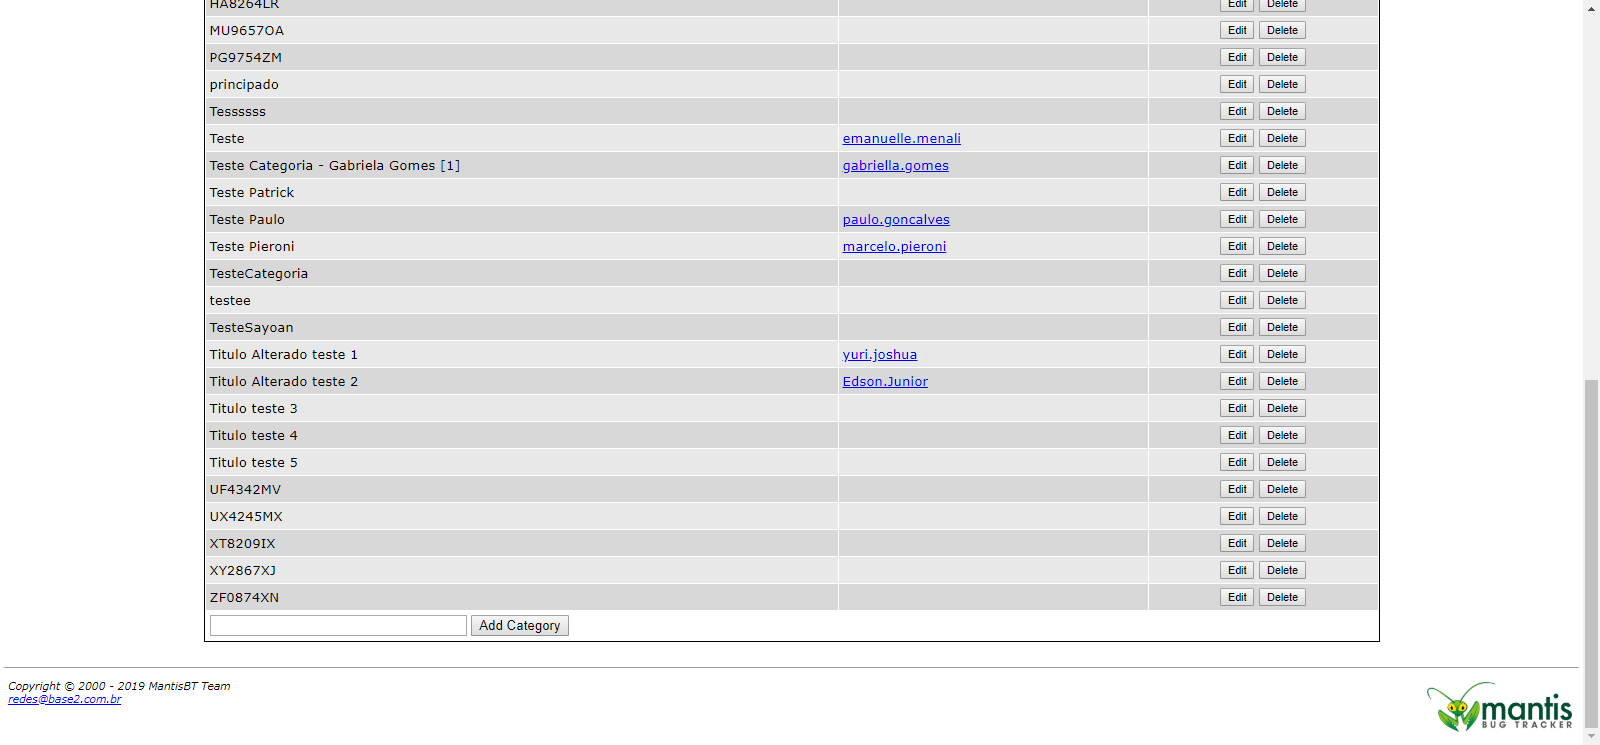 HA8264LR Edit Delete
MU9657OA Edit Delete
PG9754ZM Edit Delete
principado Edit Delete
Tessssss Edit Delete
Teste emanuelle.menali Edit Delete
Teste Categoria - Gabriela Gomes [1] gabriella.gomes Edit Delete
Teste Patrick Edit Delete
Teste Paulo paulo.goncalves Edit Delete
Teste Pieroni marcelo.pieroni Edit Delete
TesteCategoria Edit Delete
testee Edit Delete
TesteSayoan Edit Delete
Titulo Alterado teste 1 yuri.joshua Edit Delete
Titulo Alterado teste 2 Edson.Junior Edit Delete
Titulo teste 3 Edit Delete
Titulo teste 4 Edit Delete
Titulo teste 5 Edit Delete
UF4342MV Edit Delete
UX4245MX Edit Delete
XT8209IX Edit Delete
XY2867XJ Edit Delete
ZF0874XN Edit Delete
Add Category
Copyright © 2000 - 2019 MantisBT Team
redes@base2.com.br
mantis
BUG TRACKER